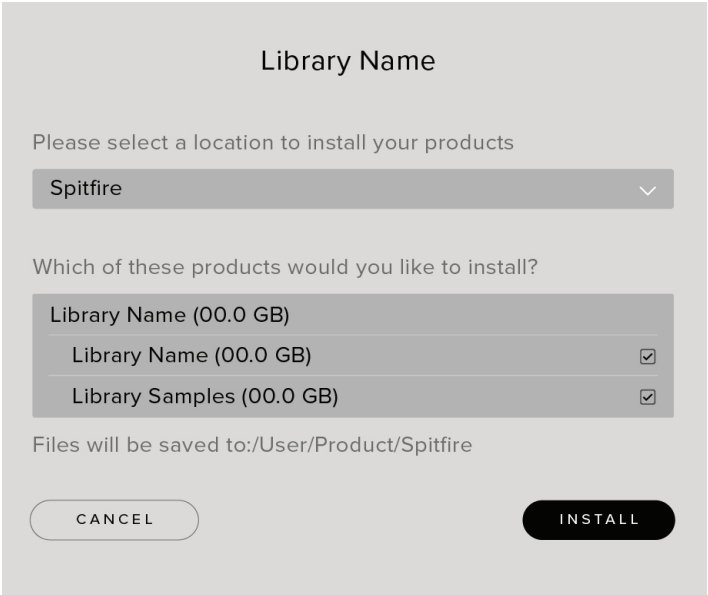 Library Name
Please select a location to install your products
Spitfire
Which of these products would you like to install?
Library Name (00.0 GB)
Library Name (00.0 GB)
Library Samples (00.0 GB)
Files will be saved to:/User/Product/Spitfire
CANCEL
INSTALL